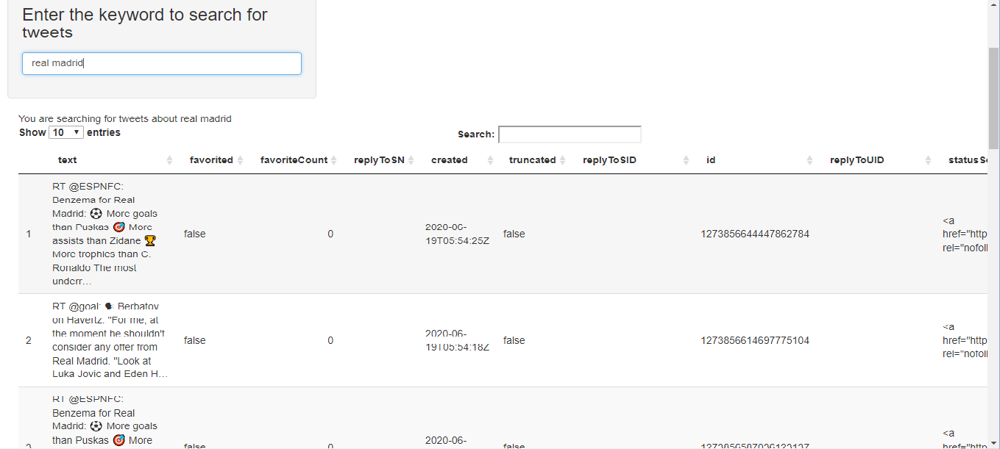 Enter the keyword to search for
tweets
real madrid
You are searching for tweets about real madrid
Show 10 entries
Search:
text favorited favoriteCount replyToSN created truncated replyToSID id replyToUID
1
RT @ESPNFC:
Benzema for Real
Madrid: ⚽ More goals
than Puskas 🎯 More
assists than Zidane 🏆
More trophies than C.
Ronaldo The most
underr…
false 0
2020-06-
19T05:54:25Z
false 1273856644447862784
<a
href="http
rel="nofoll
2
RT @goal: 🗣 Berbatov
on Havertz: "For me, at
the moment he shouldn't
consider any offer from
Real Madrid. "Look at
Luka Jovic and Eden H…
false 0
2020-06-
19T05:54:18Z
false 1273856614697775104
<a
href="http
rel="nofoll
RT @ESPNFC:
Benzema for Real
Madrid: ⚽ More goals
than Puskas 🎯 More
false 0
2020-06-
false
<a
href="http